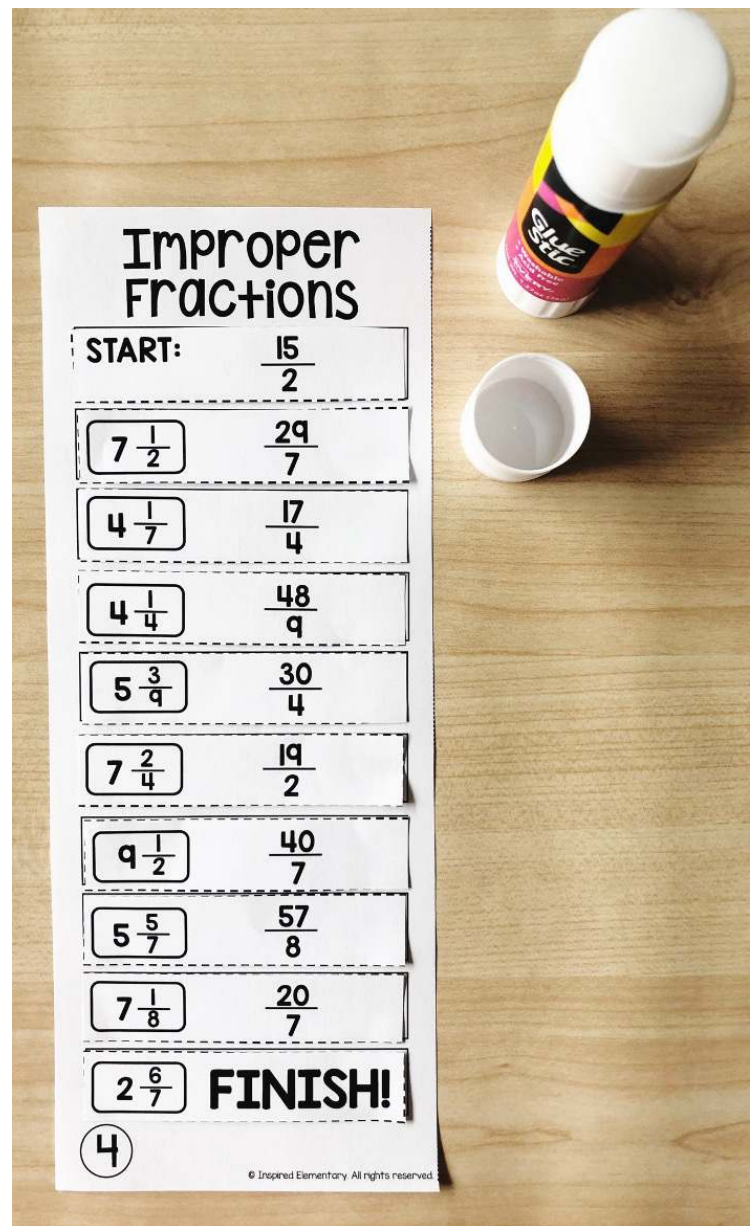 Improper
Fractions
START: 15/2
7 1/2 29/7
4 1/7 17/4
4 1/4 48/9
5 3/9 30/4
7 2/4 19/2
9 1/2 40/7
5 5/7 57/8
7 1/8 20/7
2 6/7 FINISH!
4
© Inspired Elementary. All rights reserved.
Glue
Stic
Washable
Acid Free